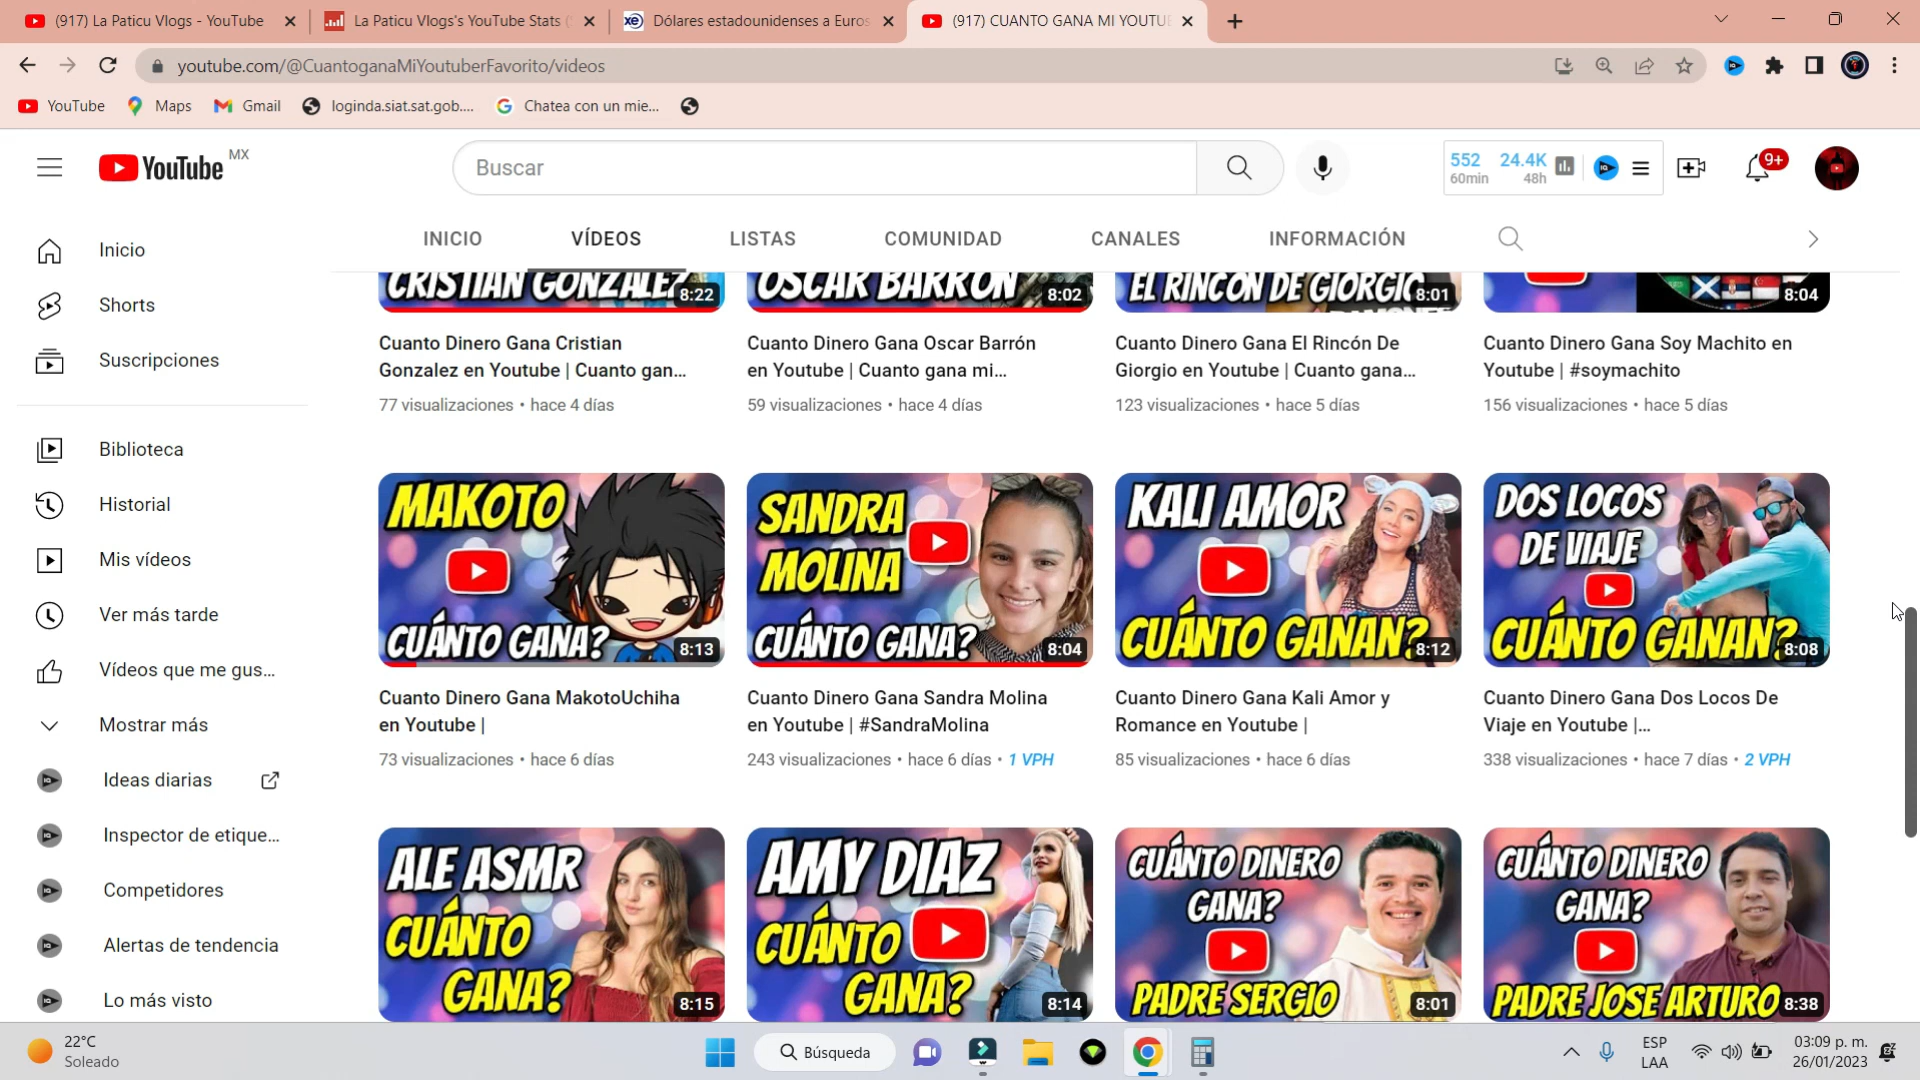 (917) La Paticu Vlogs - YouTube
La Paticu Vlogs's YouTube Stats (
xe
Dólares estadounidenses a Euros
(917) CUANTO GANA MI YOUTUB
youtube.com/@CuantoganaMiYoutuberFavorito/videos
YouTube
Maps
Gmail
loginda.siat.sat.gob....
Chatea con un mie...
YouTube MX
Buscar
552 24.4K
60min 48h
9+
INICIO VÍDEOS LISTAS COMUNIDAD CANALES INFORMACIÓN
Inicio
Shorts
Suscripciones
Biblioteca
Historial
Mis vídeos
Ver más tarde
Vídeos que me gus...
Mostrar más
Ideas diarias
Inspector de etique...
Competidores
Alertas de tendencia
Lo más visto
CRISTIAN GONZALEZ
8:22
Cuanto Dinero Gana Cristian
Gonzalez en Youtube | Cuanto gan...
77 visualizaciones • hace 4 días
OSCAR BARRON
8:02
Cuanto Dinero Gana Oscar Barrón
en Youtube | Cuanto gana mi...
59 visualizaciones • hace 4 días
EL RINCON DE GIORGIO
8:01
Cuanto Dinero Gana El Rincón De
Giorgio en Youtube | Cuanto gana...
123 visualizaciones • hace 5 días
8:04
Cuanto Dinero Gana Soy Machito en
Youtube | #soymachito
156 visualizaciones • hace 5 días
MAKOTO
CUÁNTO GANA?
8:13
Cuanto Dinero Gana MakotoUchiha
en Youtube |
73 visualizaciones • hace 6 días
SANDRA
MOLINA
CUÁNTO GANA?
8:04
Cuanto Dinero Gana Sandra Molina
en Youtube | #SandraMolina
243 visualizaciones • hace 6 días • 1 VPH
KALI AMOR
CUÁNTO GANAN?
8:12
Cuanto Dinero Gana Kali Amor y
Romance en Youtube |
85 visualizaciones • hace 6 días
DOS LOCOS
DE VIAJE
CUÁNTO GANAN?
8:08
Cuanto Dinero Gana Dos Locos De
Viaje en Youtube |...
338 visualizaciones • hace 7 días • 2 VPH
ALE ASMR
CUÁNTO
GANA?
8:15
AMY DIAZ
CUÁNTO
GANA?
8:14
CUÁNTO DINERO
GANA?
PADRE SERGIO
8:01
CUÁNTO DINERO
GANA?
PADRE JOSE ARTURO
8:38
22°C
Soleado
Búsqueda
ESP
LAA
03:09 p. m.
26/01/2023